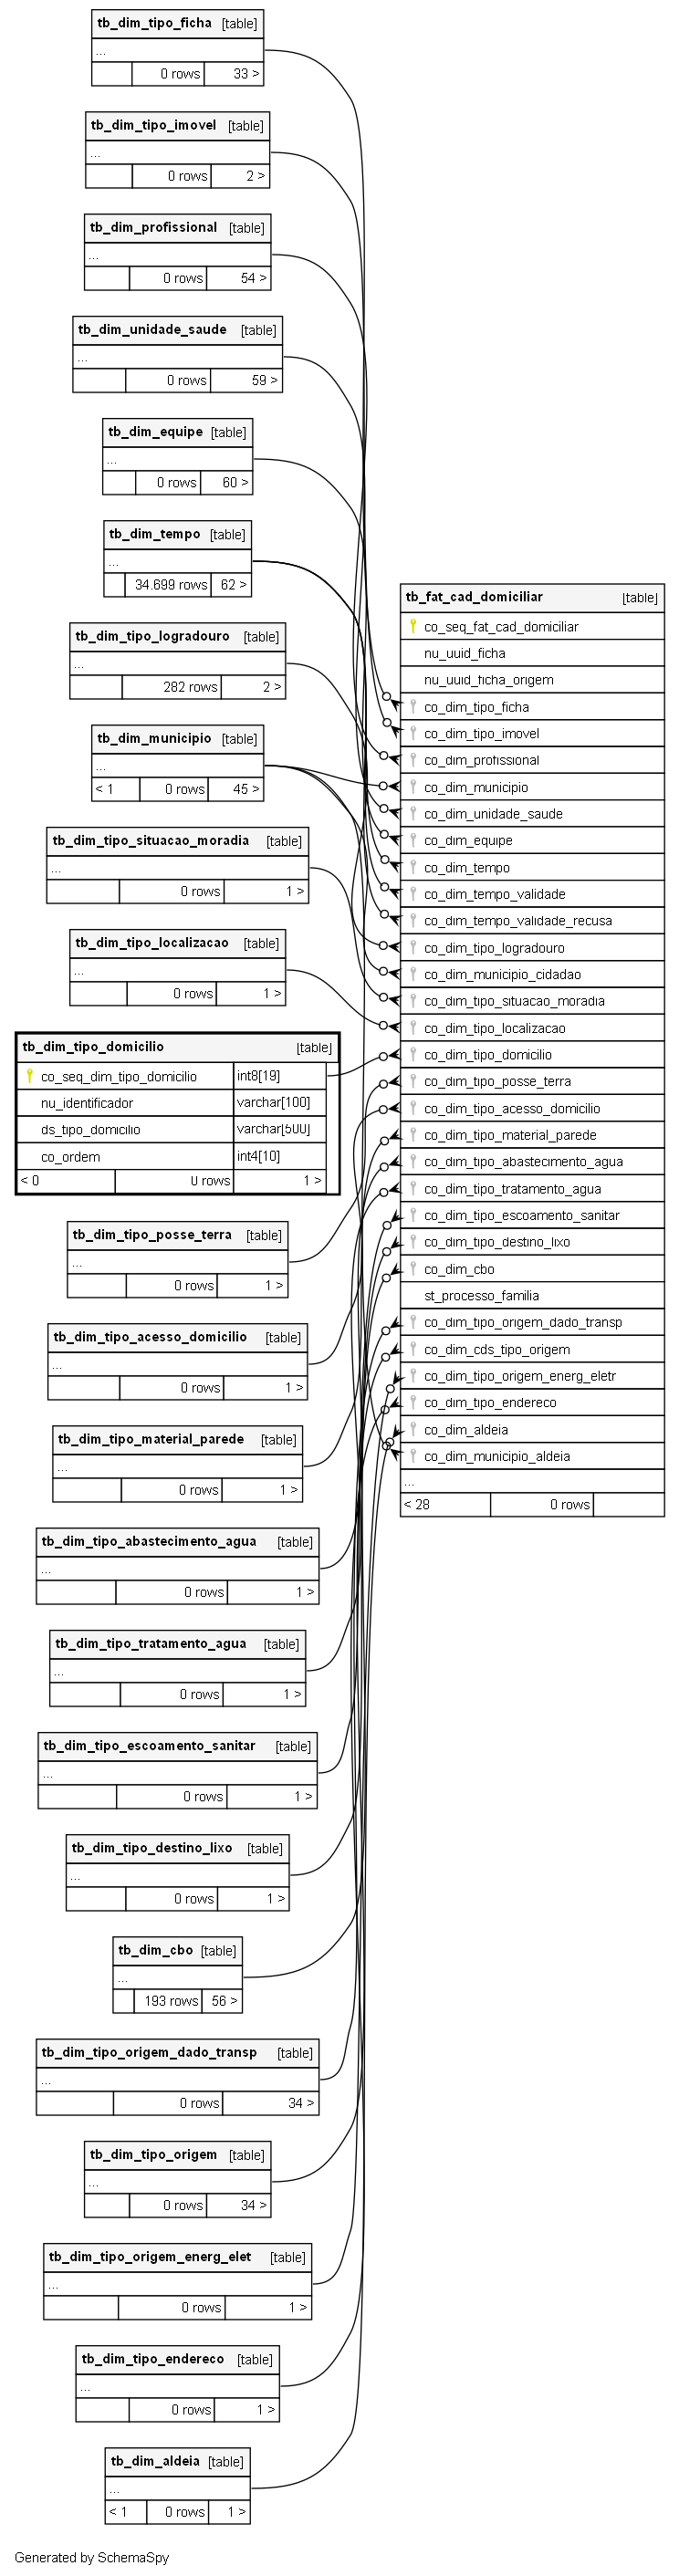 tb_dim_tipo_ficha [table]
...
0 rows 33 >
tb_dim_tipo_imovel [table]
...
0 rows 2 >
tb_dim_profissional [table]
...
0 rows 54 >
tb_dim_unidade_saude [table]
...
0 rows 59 >
tb_dim_equipe [table]
...
0 rows 60 >
tb_dim_tempo [table]
...
34.699 rows 62 >
tb_dim_tipo_logradouro [table]
...
282 rows 2 >
tb_dim_municipio [table]
...
< 1 0 rows 45 >
tb_dim_tipo_situacao_moradia [table]
...
0 rows 1 >
tb_dim_tipo_localizacao [table]
...
0 rows 1 >
tb_dim_tipo_domicilio [table]
co_seq_dim_tipo_domicilio int8[19]
nu_identificador varchar[100]
ds_tipo_domicilio varchar[500]
co_ordem int4[10]
< 0 0 rows 1 >
tb_dim_tipo_posse_terra [table]
...
0 rows 1 >
tb_dim_tipo_acesso_domicilio [table]
...
0 rows 1 >
tb_dim_tipo_material_parede [table]
...
0 rows 1 >
tb_dim_tipo_abastecimento_agua [table]
...
0 rows 1 >
tb_dim_tipo_tratamento_agua [table]
...
0 rows 1 >
tb_dim_tipo_escoamento_sanitar [table]
...
0 rows 1 >
tb_dim_tipo_destino_lixo [table]
...
0 rows 1 >
tb_dim_cbo [table]
...
193 rows 56 >
tb_dim_tipo_origem_dado_transp [table]
...
0 rows 34 >
tb_dim_tipo_origem [table]
...
0 rows 34 >
tb_dim_tipo_origem_energ_elet [table]
...
0 rows 1 >
tb_dim_tipo_endereco [table]
...
0 rows 1 >
tb_dim_aldeia [table]
...
< 1 0 rows 1 >
tb_fat_cad_domiciliar [table]
co_seq_fat_cad_domiciliar
nu_uuid_ficha
nu_uuid_ficha_origem
co_dim_tipo_ficha
co_dim_tipo_imovel
co_dim_profissional
co_dim_municipio
co_dim_unidade_saude
co_dim_equipe
co_dim_tempo
co_dim_tempo_validade
co_dim_tempo_validade_recusa
co_dim_tipo_logradouro
co_dim_municipio_cidadao
co_dim_tipo_situacao_moradia
co_dim_tipo_localizacao
co_dim_tipo_domicilio
co_dim_tipo_posse_terra
co_dim_tipo_acesso_domicilio
co_dim_tipo_material_parede
co_dim_tipo_abastecimento_agua
co_dim_tipo_tratamento_agua
co_dim_tipo_escoamento_sanitar
co_dim_tipo_destino_lixo
co_dim_cbo
st_processo_familia
co_dim_tipo_origem_dado_transp
co_dim_cds_tipo_origem
co_dim_tipo_origem_energ_eletr
co_dim_tipo_endereco
co_dim_aldeia
co_dim_municipio_aldeia
...
< 28 0 rows
Generated by SchemaSpy